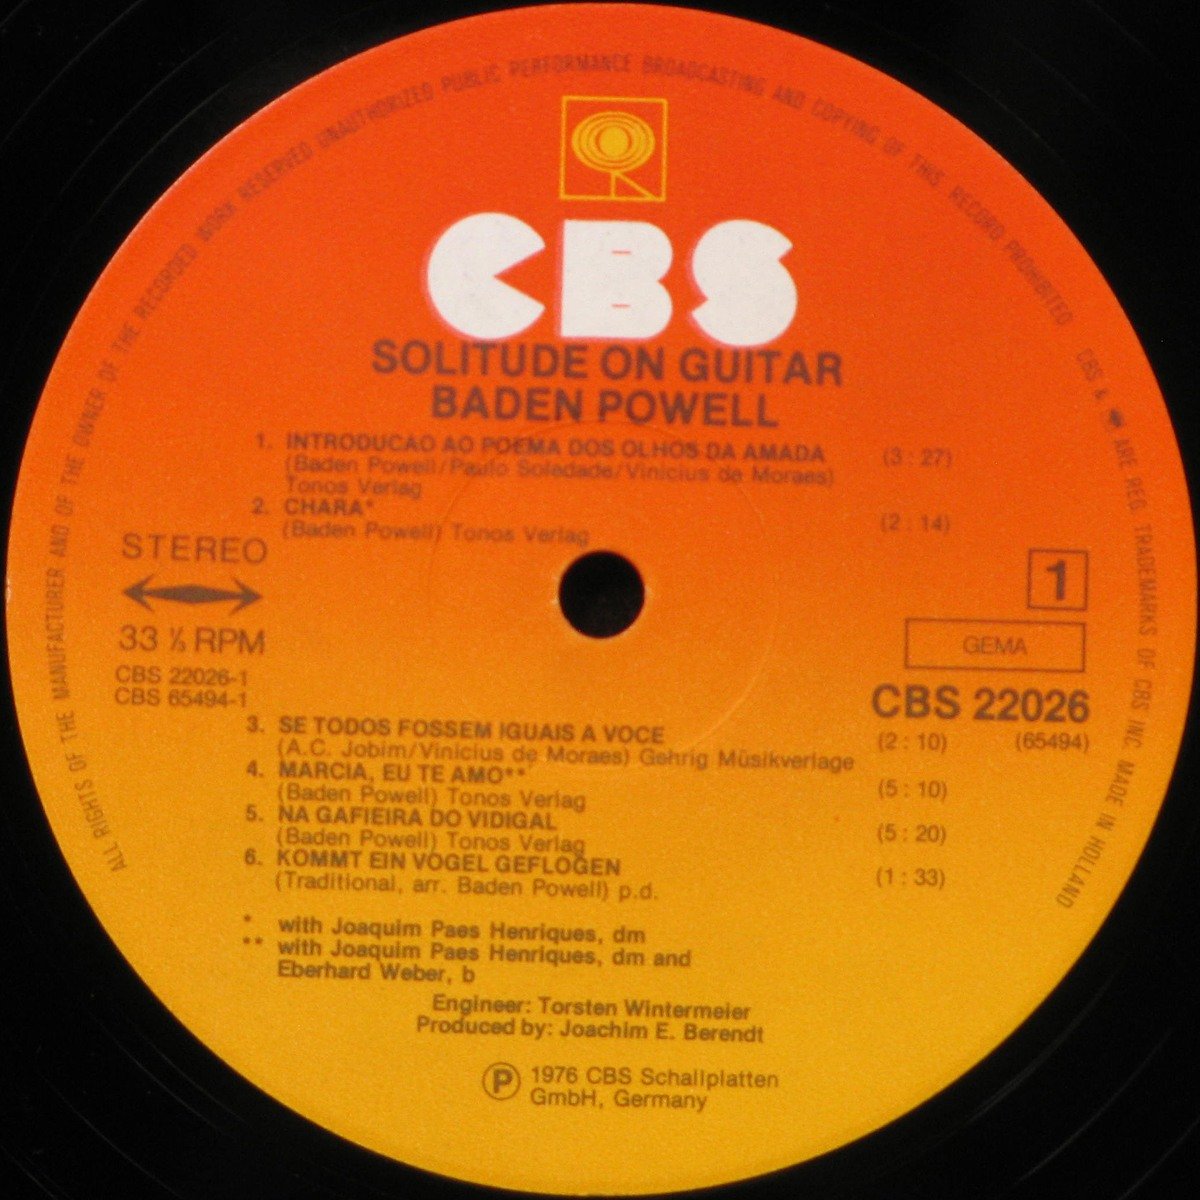 ALL RIGHTS OF THE MANUFACTURER AND OF THE OWNER OF THE RECORDED WORK RESERVED UNAUTHORIZED PUBLIC PERFORMANCE BROADCASTING AND COPYING OF THIS RECORD PROHIBITED
CBS & ARE REG. TRADEMARKS OF CBS INC. MADE IN HOLLAND
CBS
SOLITUDE ON GUITAR
BADEN POWELL
1. INTRODUCAO AO POEMA DOS OLHOS DA AMADA (3 : 27)
(Baden Powell/Paulo Soledade/Vinicius de Moraes)
Tonos Verlag
2. CHARA* (2 : 14)
(Baden Powell) Tonos Verlag
STEREO
33 ⅓ RPM
CBS 22026-1
CBS 65494-1
1
GEMA
CBS 22026
(65494)
3. SE TODOS FOSSEM IGUAIS A VOCE (2 : 10)
(A.C. Jobim/Vinicius de Moraes) Gehrig Müsikverlage
4. MARCIA, EU TE AMO** (5 : 10)
(Baden Powell) Tonos Verlag
5. NA GAFIEIRA DO VIDIGAL (5 : 20)
(Baden Powell) Tonos Verlag
6. KOMMT EIN VOGEL GEFLOGEN (1 : 33)
(Traditional, arr. Baden Powell) p.d.
* with Joaquim Paes Henriques, dm
** with Joaquim Paes Henriques, dm and
Eberhard Weber, b
Engineer: Torsten Wintermeier
Produced by: Joachim E. Berendt
Ⓟ 1976 CBS Schallplatten
GmbH, Germany